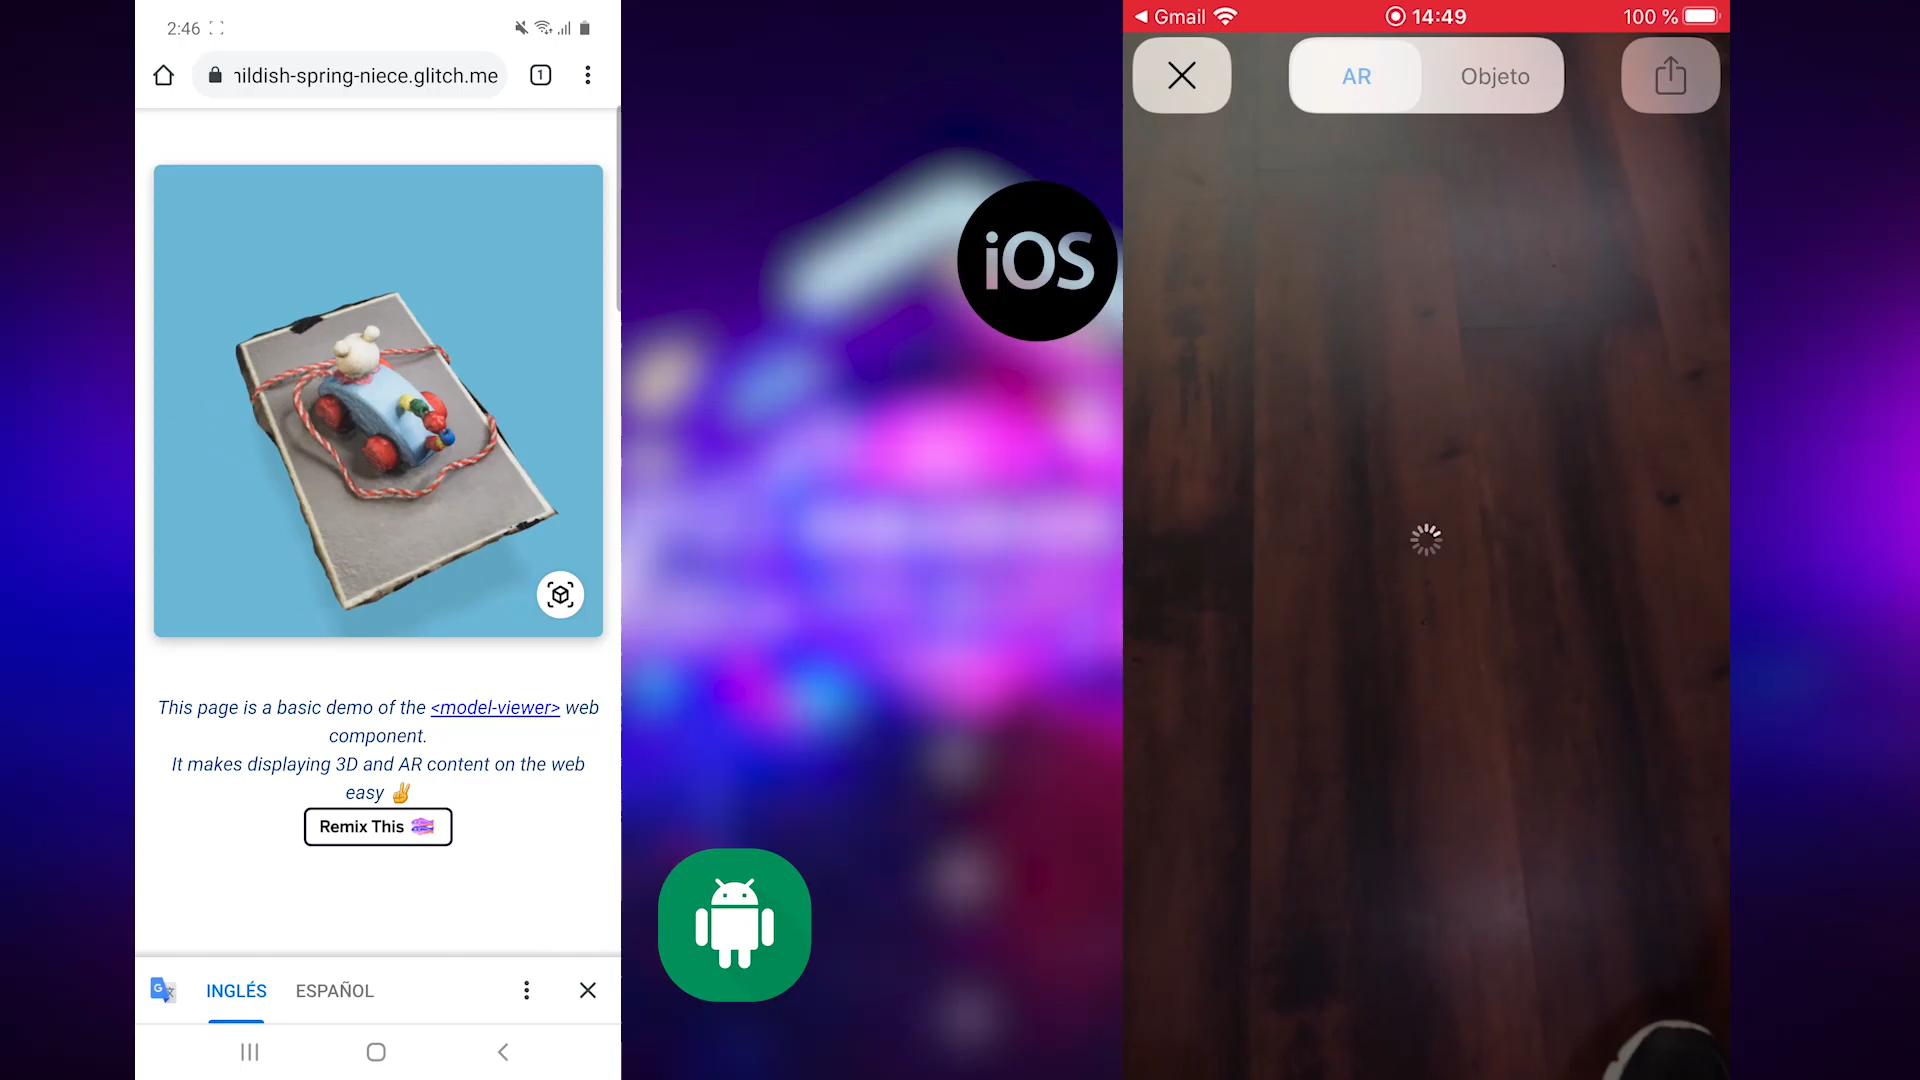 2:46
hildish-spring-niece.glitch.me
1
This page is a basic demo of the <model-viewer> web
component.
It makes displaying 3D and AR content on the web
easy ✌️
Remix This
INGLÉS ESPAÑOL
iOS
Gmail 14:49 100 %
AR Objeto